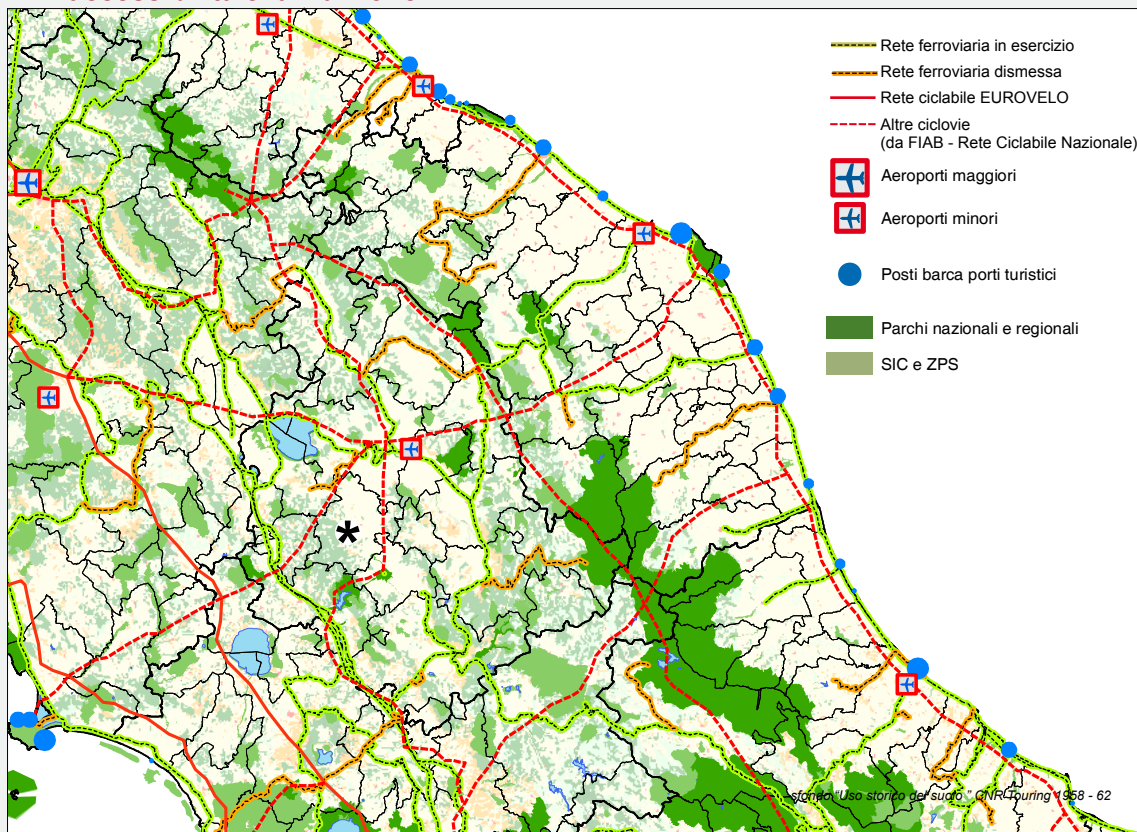 Rete ferroviaria in esercizio
Rete ferroviaria dismessa
Rete ciclabile EUROVELO
Altre ciclovie
(da FIAB - Rete Ciclabile Nazionale)
Aeroporti maggiori
Aeroporti minori
Posti barca porti turistici
Parchi nazionali e regionali
SIC e ZPS
*
sfondo "Uso storico del suolo " CNR Touring 1958 - 62